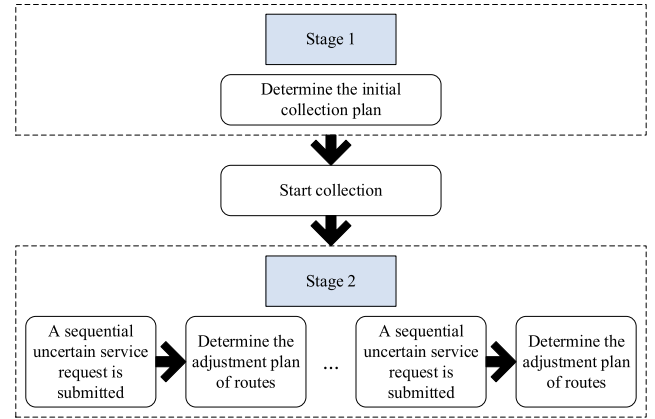 Stage 1
Determine the initial
collection plan
Start collection
Stage 2
A sequential
uncertain service
request is
submitted
Determine the
adjustment plan
of routes
...
A sequential
uncertain service
request is
submitted
Determine the
adjustment plan
of routes